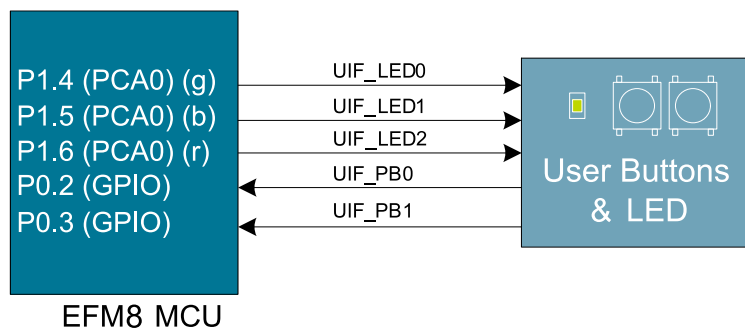 P1.4 (PCA0) (g)
P1.5 (PCA0) (b)
P1.6 (PCA0) (r)
P0.2 (GPIO)
P0.3 (GPIO)
UIF_LED0
UIF_LED1
UIF_LED2
UIF_PB0
UIF_PB1
User Buttons
& LED
EFM8 MCU